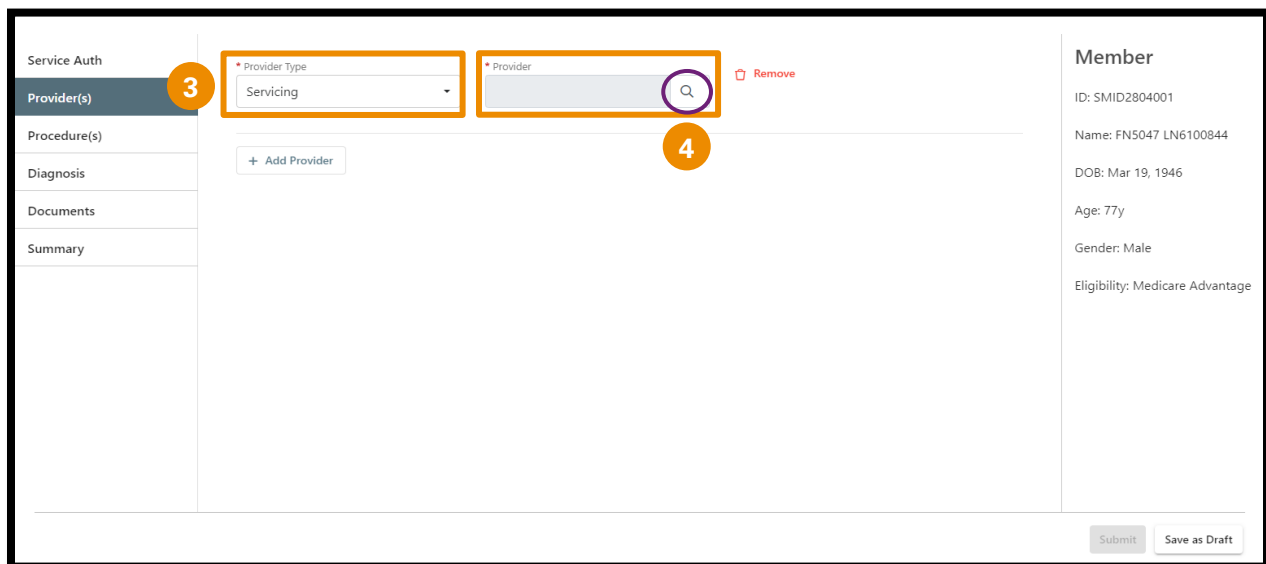 Service Auth
Provider(s)
Procedure(s)
Diagnosis
Documents
Summary
3
* Provider Type
Servicing
* Provider
4
Remove
+ Add Provider
Member
ID: SMID2804001
Name: FN5047 LN6100844
DOB: Mar 19, 1946
Age: 77y
Gender: Male
Eligibility: Medicare Advantage
Submit
Save as Draft